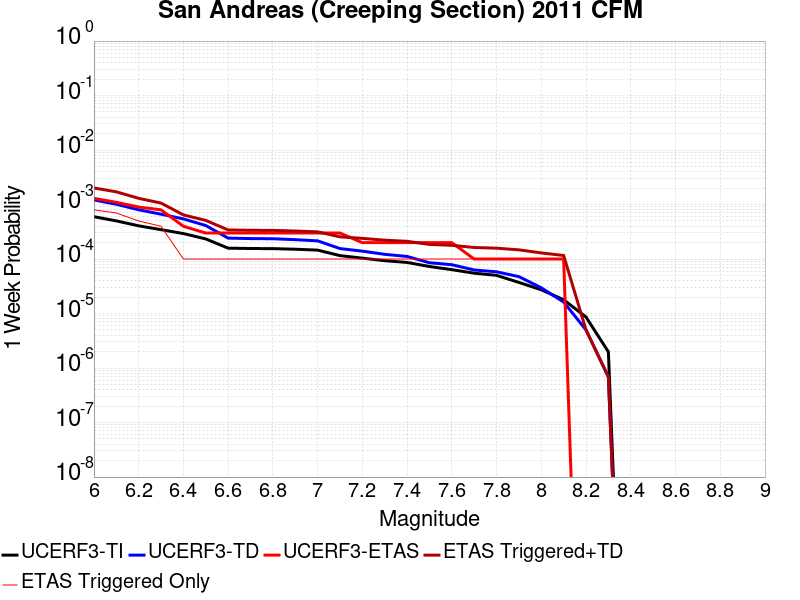 San Andreas (Creeping Section) 2011 CFM
10 0
10-1
10-2
10-3
10-4
10-5
10-6
10-7
10-8
1 Week Probability
6 6.2 6.4 6.6 6.8 7 7.2 7.4 7.6 7.8 8 8.2 8.4 8.6 8.8 9
Magnitude
UCERF3-TI UCERF3-TD UCERF3-ETAS ETAS Triggered+TD
ETAS Triggered Only